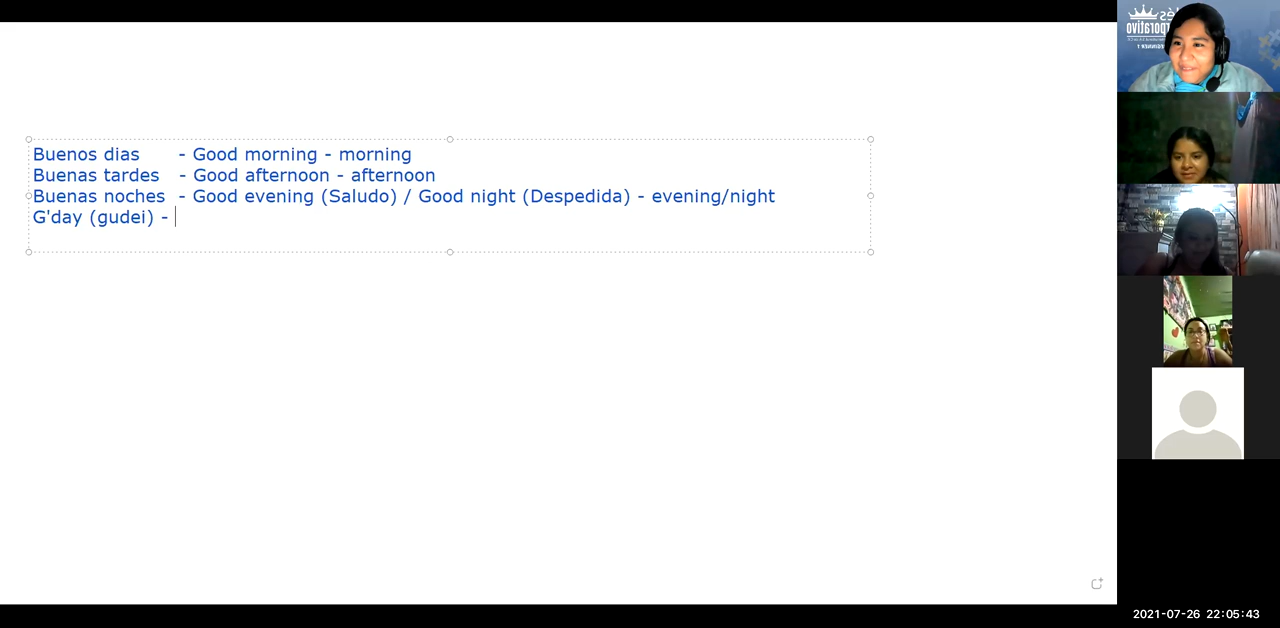 Buenos dias - Good morning - morning
Buenas tardes - Good afternoon - afternoon
Buenas noches - Good evening (Saludo) / Good night (Despedida) - evening/night
G'day (gudei) -
2021-07-26 22:05:43